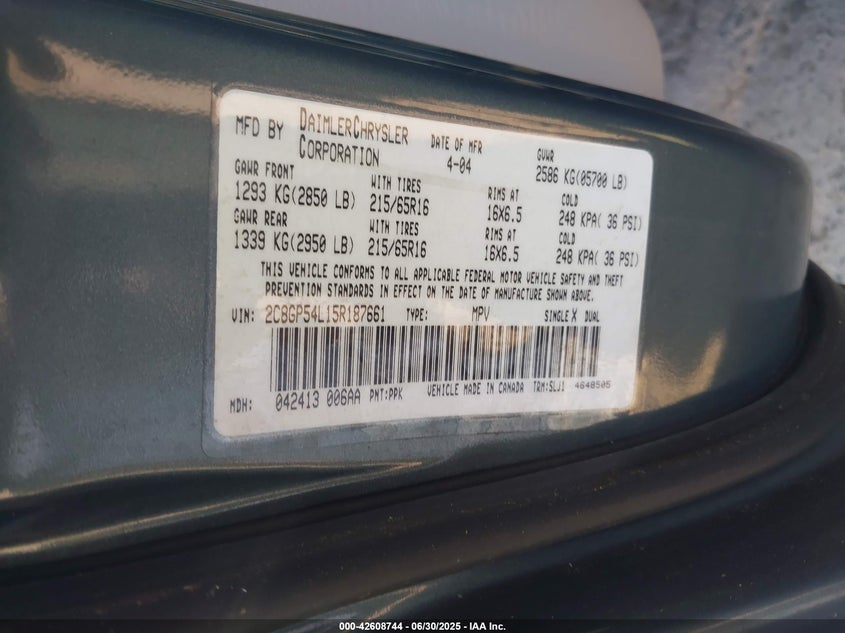 MFD BY DAIMLERCHRYSLER CORPORATION DATE OF MFR 4-04 GVWR 2586 KG(05700 LB)
GAWR FRONT WITH TIRES RIMS AT COLD
1293 KG(2850 LB) 215/65R16 16X6.5 248 KPA( 36 PSI)
GAWR REAR WITH TIRES RIMS AT COLD
1339 KG(2950 LB) 215/65R16 16X6.5 248 KPA( 36 PSI)
THIS VEHICLE CONFORMS TO ALL APPLICABLE FEDERAL MOTOR VEHICLE SAFETY AND THEFT
PREVENTION STANDARDS IN EFFECT ON THE DATE OF MANUFACTURE SHOWN ABOVE.
VIN: 2C8GP54L15R187661 TYPE: MPV SINGLE X DUAL
MDH: 042413 006AA PNT:PPK VEHICLE MADE IN CANADA TRM:SLJ1 4648505
000-42608744 - 06/30/2025 - IAA Inc.